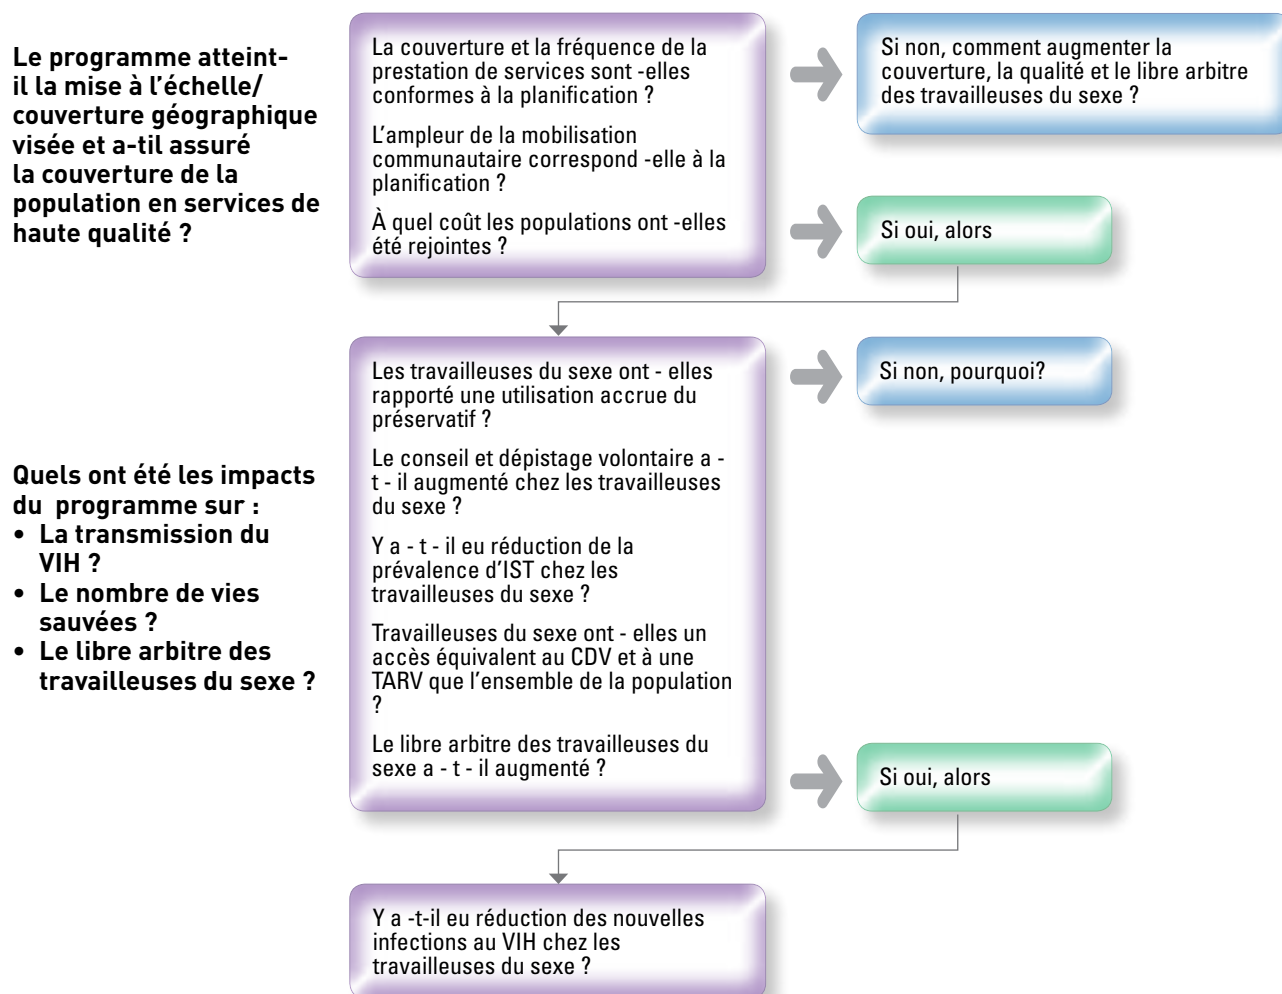 Le programme atteint-
il la mise à l'échelle/
couverture géographique
visée et a-til assuré
la couverture de la
population en services de
haute qualité ?
La couverture et la fréquence de la
prestation de services sont -elles
conformes à la planification ?
L'ampleur de la mobilisation
communautaire correspond -elle à la
planification ?
À quel coût les populations ont -elles
été rejointes ?
Si non, comment augmenter la
couverture, la qualité et le libre arbitre
des travailleuses du sexe ?
Si oui, alors
Quels ont été les impacts
du programme sur :
• La transmission du
VIH ?
• Le nombre de vies
sauvées ?
• Le libre arbitre des
travailleuses du sexe ?
Les travailleuses du sexe ont - elles
rapporté une utilisation accrue du
préservatif ?
Le conseil et dépistage volontaire a -
t - il augmenté chez les travailleuses
du sexe ?
Y a - t - il eu réduction de la
prévalence d'IST chez les
travailleuses du sexe ?
Travailleuses du sexe ont - elles un
accès équivalent au CDV et à une
TARV que l'ensemble de la population
?
Le libre arbitre des travailleuses du
sexe a - t - il augmenté ?
Si non, pourquoi?
Si oui, alors
Y a -t-il eu réduction des nouvelles
infections au VIH chez les
travailleuses du sexe ?